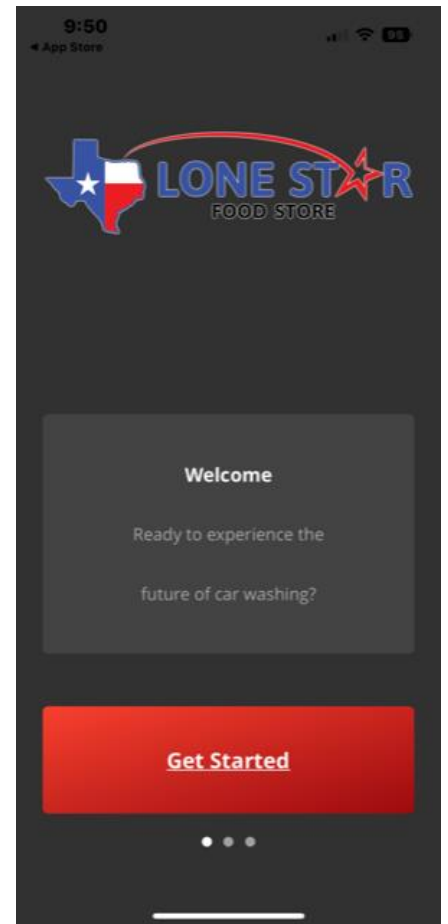 9:50
95
◀ App Store
LONE STAR
FOOD STORE
Welcome
Ready to experience the
future of car washing?
Get Started